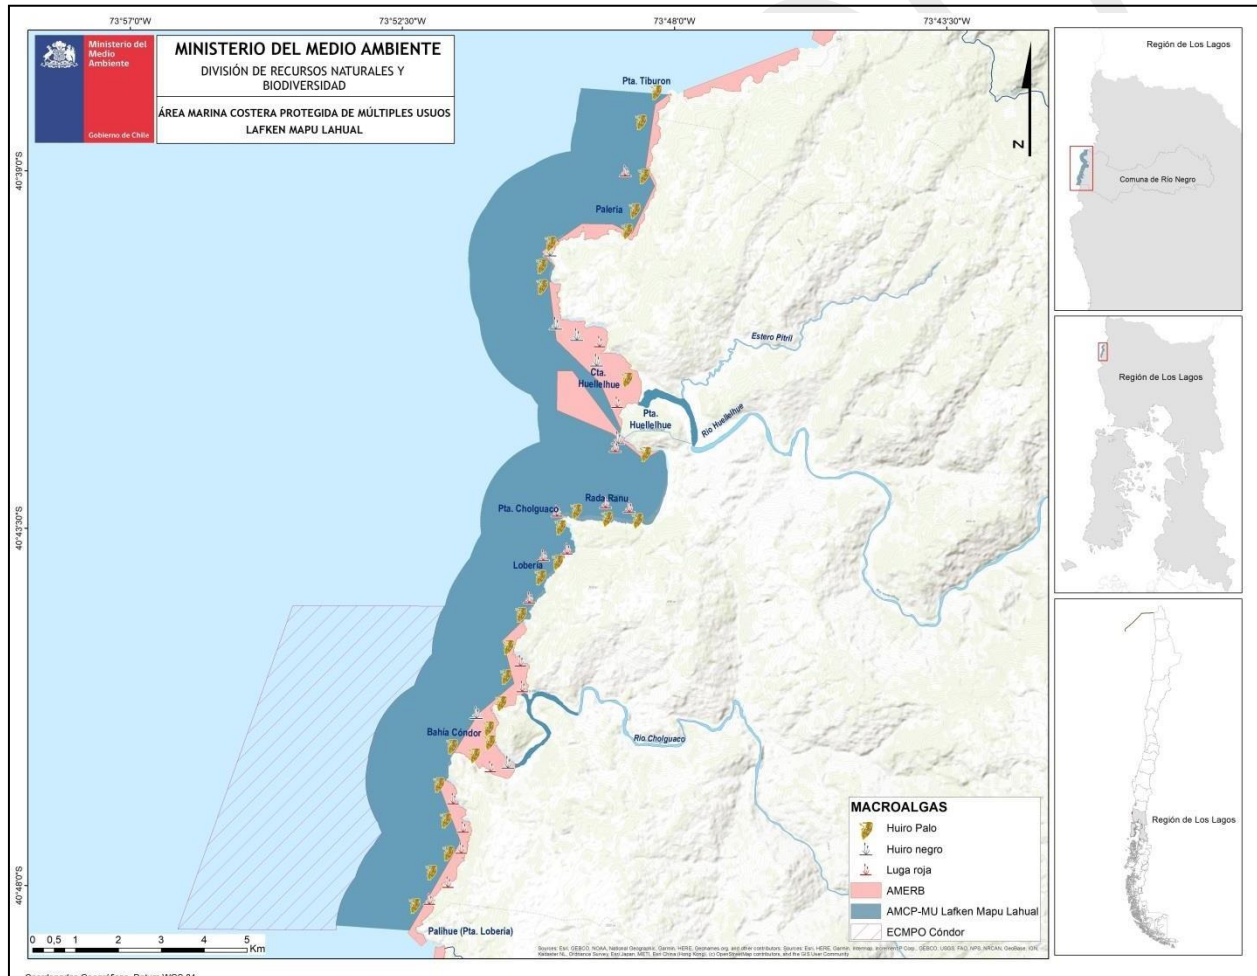 73°57'0"W
73°52'30"W
73°48'0"W
73°43'30"W
Ministerio del
Medio
Ambiente
Gobierno de Chile
MINISTERIO DEL MEDIO AMBIENTE
DIVISIÓN DE RECURSOS NATURALES Y
BIODIVERSIDAD
ÁREA MARINA COSTERA PROTEGIDA DE MÚLTIPLES USUOS
LAFKEN MAPU LAHUAL
Pta. Tiburon
N
40°39'0"S
Paleria
Estero Pitril
Cta.
Huellelhue
Pta.
Huellelhue
Río Huellelhue
Rada Ranu
Pta. Cholguaco
40°43'30"S
Lobería
Bahía Cóndor
Río Cholguaco
40°48'0"S
Palihue (Pta. Lobería)
0 0,5 1 2 3 4 5
Km
MACROALGAS
Huiro Palo
Huiro negro
Luga roja
AMERB
AMCP-MU Lafken Mapu Lahual
ECMPO Cóndor
Región de Los Lagos
Comuna de Río Negro
Región de Los Lagos
Región de Los Lagos